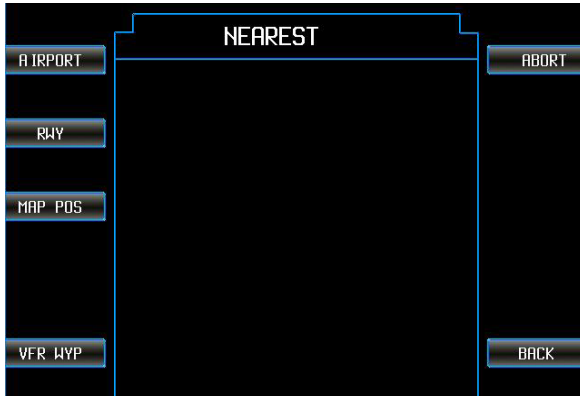 NEAREST
AIRPORT
ABORT
RWY
MAP POS
VFR WYP
BACK